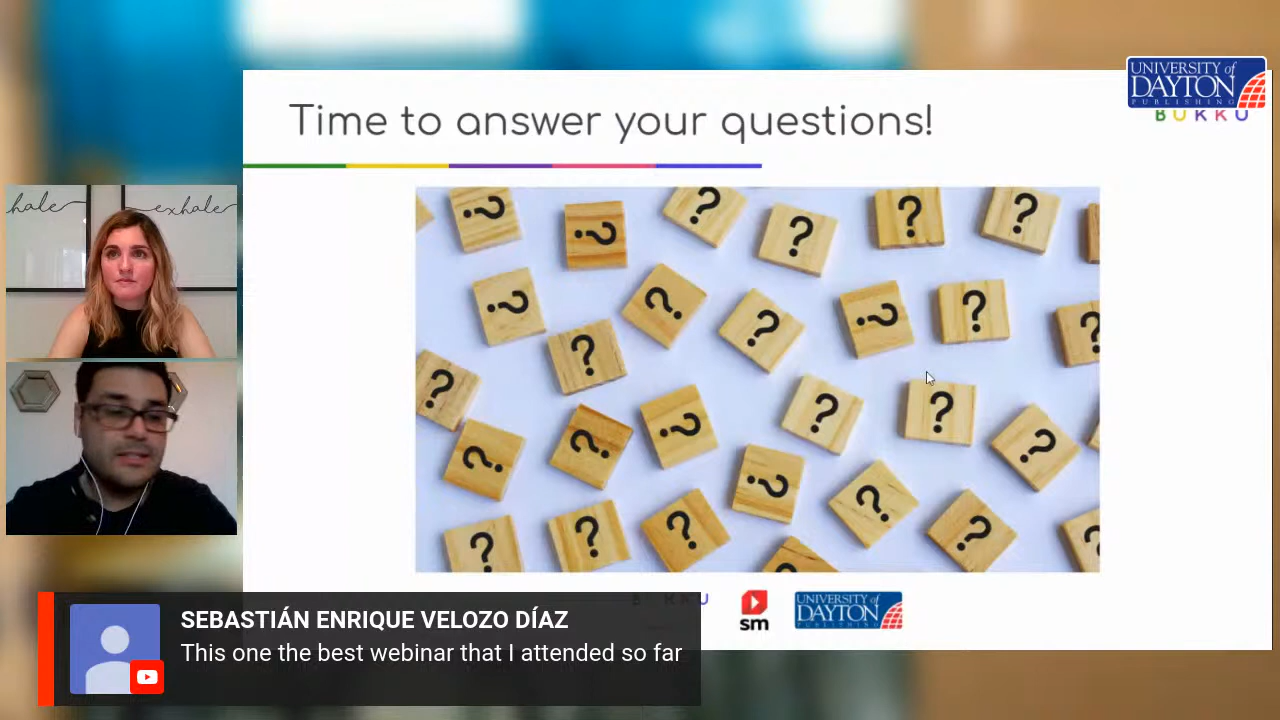 Time to answer your questions!
UNIVERSITY of
DAYTON
PUBLISHING
BUKKU
hale
exhale
? ? ? ? ? ?
? ? ? ? ?
? ? ?
? ? ? ? ? ?
? ? ? ?
? ? ? ? ?
BUKKU
sm
UNIVERSITY of
DAYTON
PUBLISHING
SEBASTIÁN ENRIQUE VELOZO DÍAZ
This one the best webinar that I attended so far